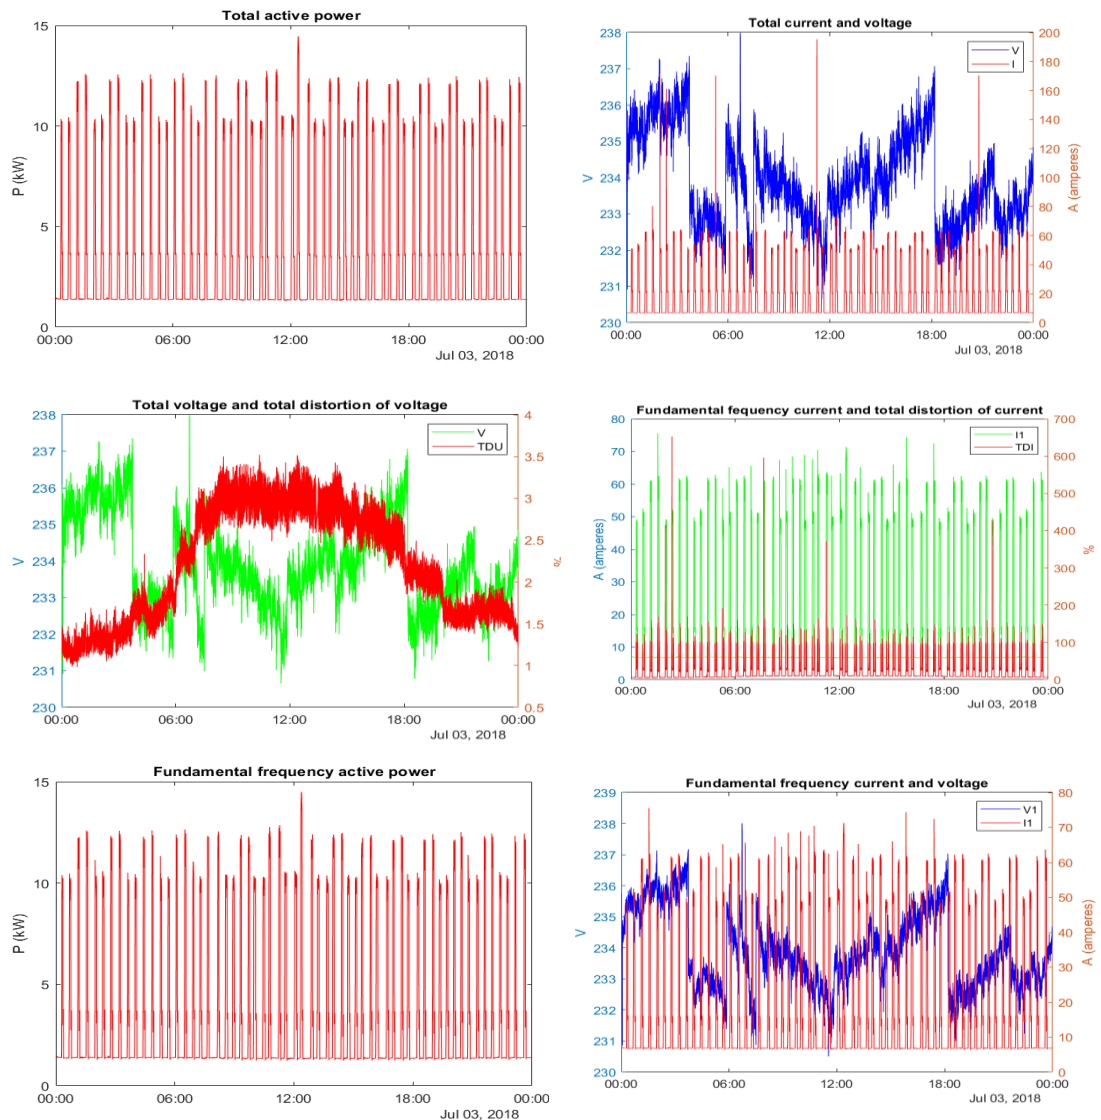 Total active power
15
10
5
0
P (kW)
00:00 06:00 12:00 18:00 00:00
Jul 03, 2018
Total current and voltage
238
237
236
235
234
233
232
231
230
V
200
180
160
140
120
100
80
60
40
20
0
A (amperes)
V
I
00:00 06:00 12:00 18:00 00:00
Jul 03, 2018
Total voltage and total distortion of voltage
238
237
236
235
234
233
232
231
230
V
4
3.5
3
2.5
2
1.5
1
0.5
%
V
TDU
00:00 06:00 12:00 18:00 00:00
Jul 03, 2018
Fundamental fequency current and total distortion of current
80
70
60
50
40
30
20
10
0
A (amperes)
700
600
500
400
300
200
100
0
%
I1
TDI
00:00 06:00 12:00 18:00 00:00
Jul 03, 2018
Fundamental frequency active power
15
10
5
0
P (kW)
00:00 06:00 12:00 18:00 00:00
Jul 03, 2018
Fundamental frequency current and voltage
239
238
237
236
235
234
233
232
231
230
V
80
70
60
50
40
30
20
10
0
A (amperes)
V1
I1
00:00 06:00 12:00 18:00 00:00
Jul 03, 2018